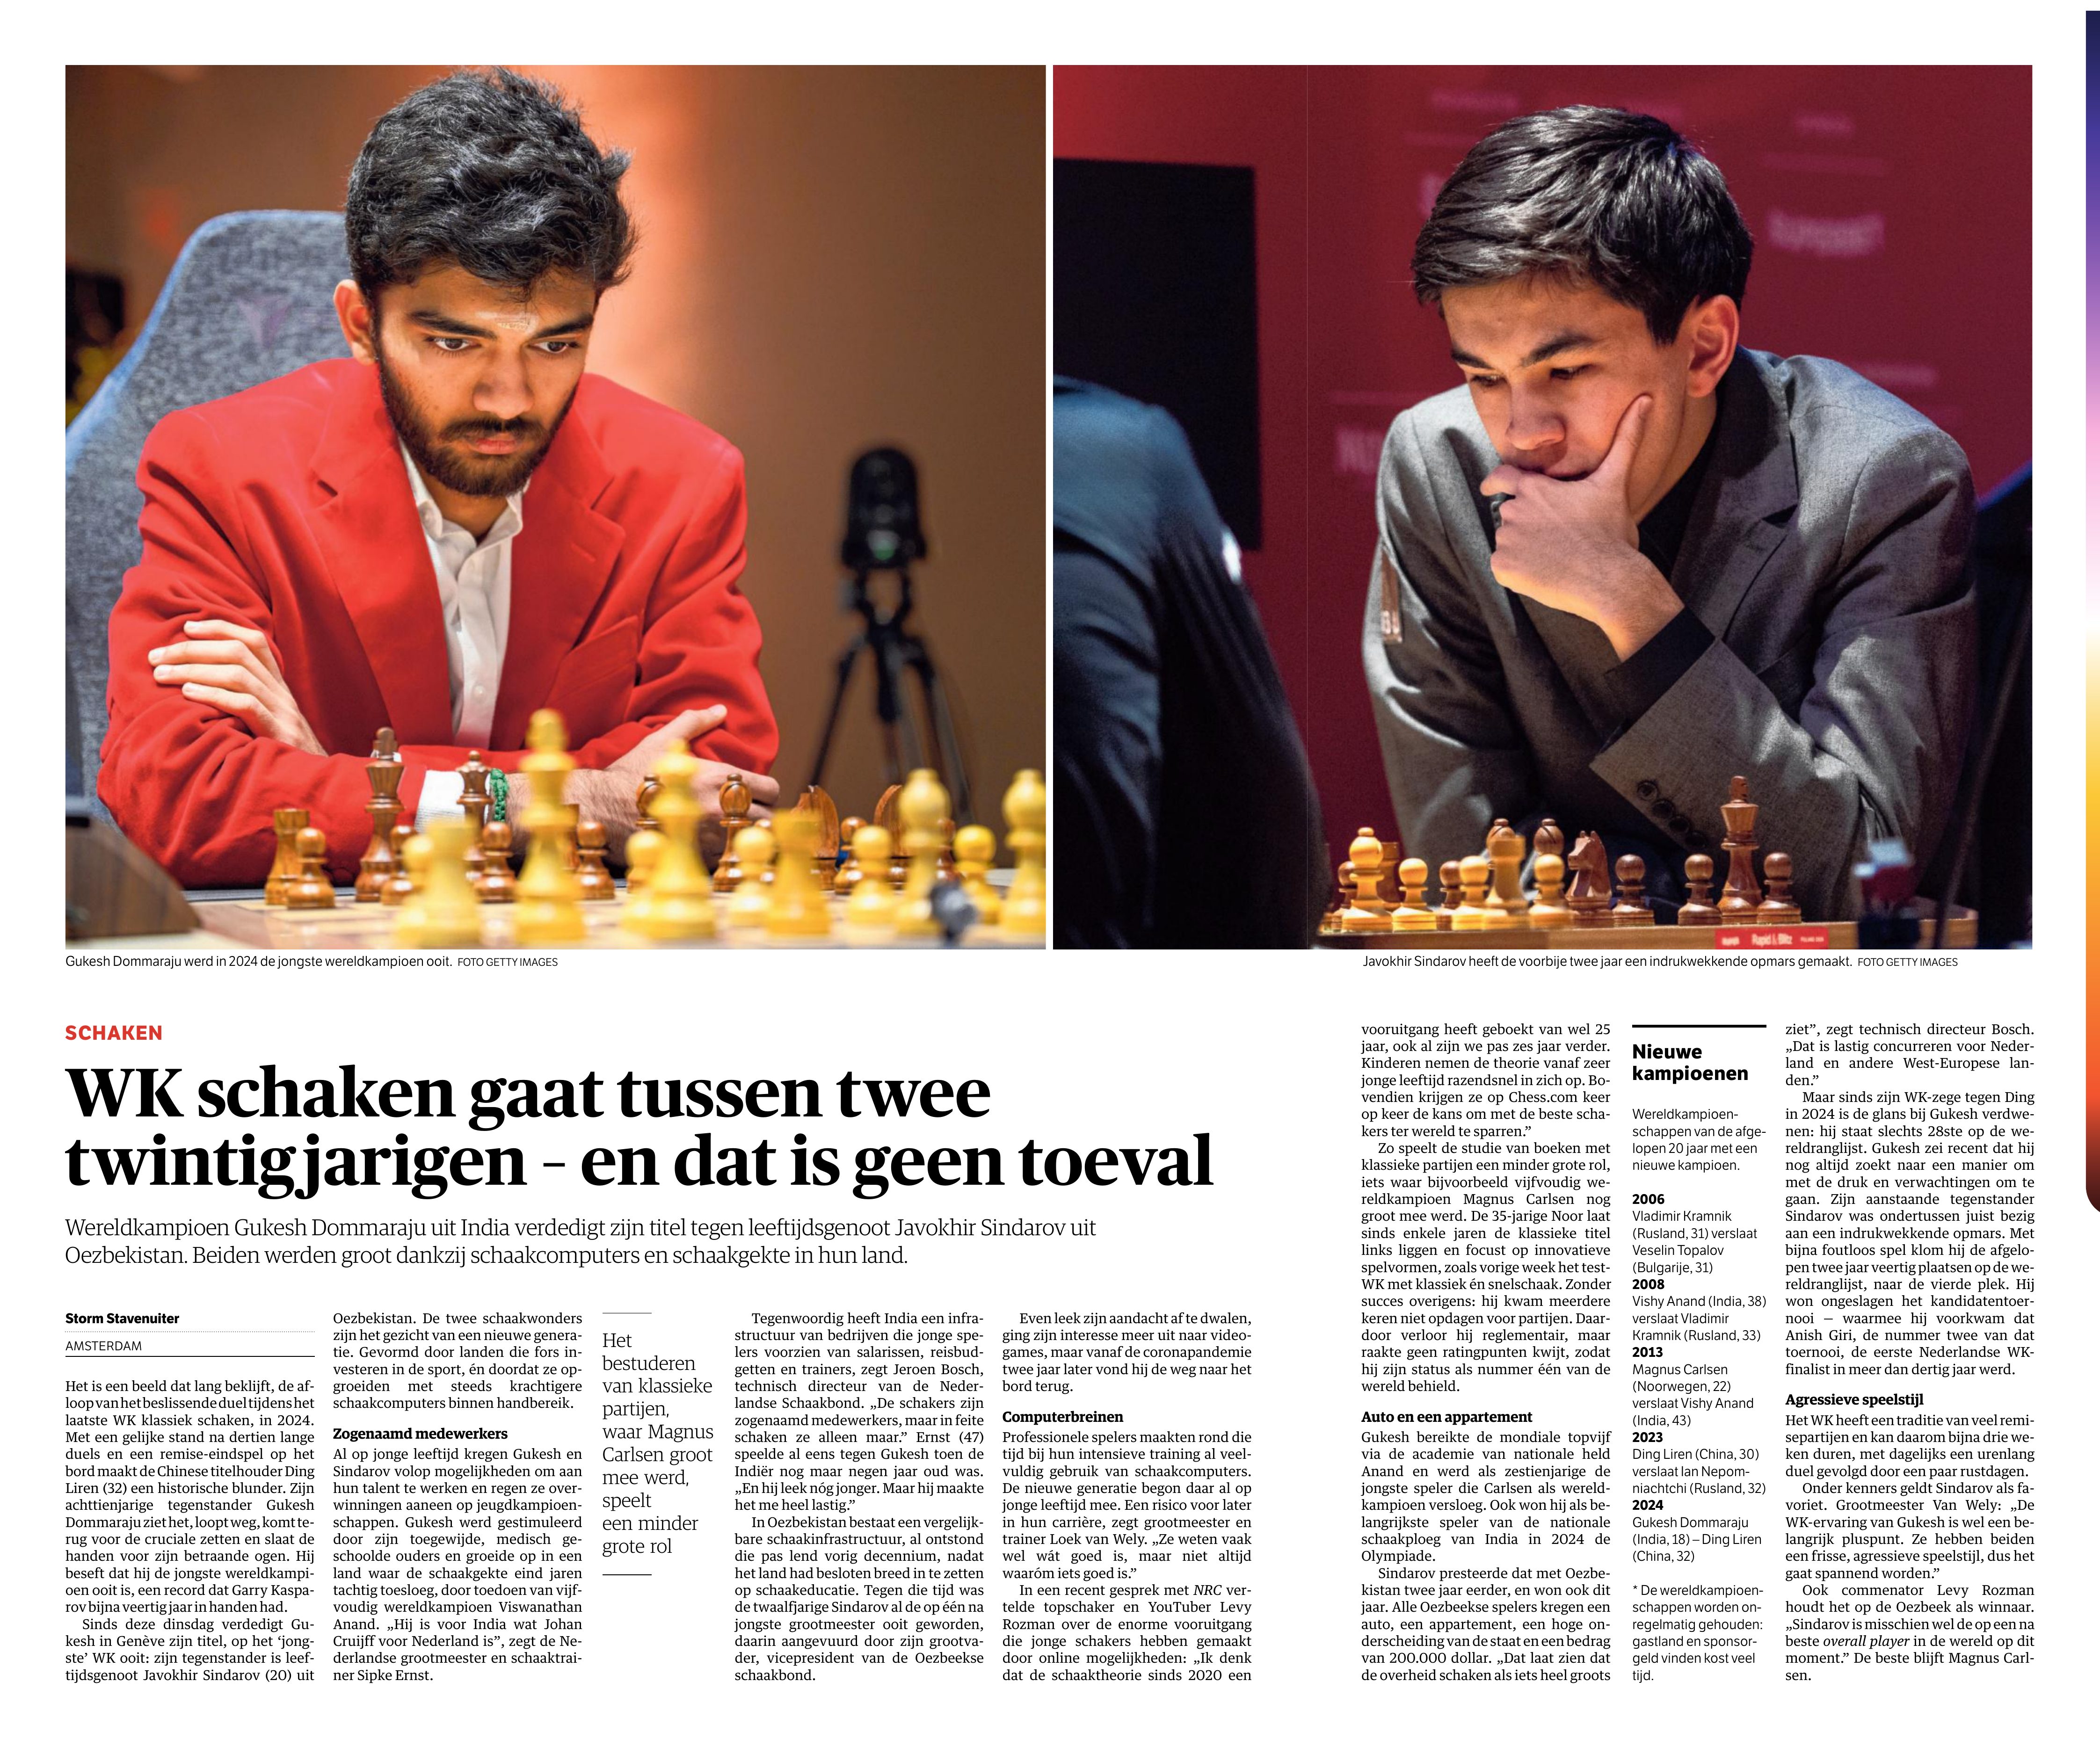 Rapid & Blitz
Gukesh Dommaraju werd in 2024 de jongste wereldkampioen ooit. FOTO GETTY IMAGES
Javokhir Sindarov heeft de voorbije twee jaar een indrukwekkende opmars gemaakt. FOTO GETTY IMAGES
SCHAKEN
WK schaken gaat tussen twee
twintigjarigen – en dat is geen toeval
Wereldkampioen Gukesh Dommaraju uit India verdedigt zijn titel tegen leeftijdsgenoot Javokhir Sindarov uit
Oezbekistan. Beiden werden groot dankzij schaakcomputers en schaakgekte in hun land.
Storm Stavenuiter
AMSTERDAM
Het is een beeld dat lang beklijft, de af-
loop van het beslissende duel tijdens het
laatste WK klassiek schaken, in 2024.
Met een gelijke stand na dertien lange
duels en een remise-eindspel op het
bord maakt de Chinese titelhouder Ding
Liren (32) een historische blunder. Zijn
achttienjarige tegenstander Gukesh
Dommaraju ziet het, loopt weg, komt te-
rug voor de cruciale zetten en slaat de
handen voor zijn betraande ogen. Hij
beseft dat hij de jongste wereldkampi-
oen ooit is, een record dat Garry Kaspa-
rov bijna veertig jaar in handen had.
Sinds deze dinsdag verdedigt Gu-
kesh in Genève zijn titel, op het ‘jong-
ste’ WK ooit: zijn tegenstander is leef-
tijdsgenoot Javokhir Sindarov (20) uit
Oezbekistan. De twee schaakwonders
zijn het gezicht van een nieuwe genera-
tie. Gevormd door landen die fors in-
vesteren in de sport, én doordat ze op-
groeiden met steeds krachtigere
schaakcomputers binnen handbereik.
Zogenaamd medewerkers
Al op jonge leeftijd kregen Gukesh en
Sindarov volop mogelijkheden om aan
hun talent te werken en regen ze over-
winningen aaneen op jeugdkampioen-
schappen. Gukesh werd gestimuleerd
door zijn toegewijde, medisch ge-
schoolde ouders en groeide op in een
land waar de schaakgekte eind jaren
tachtig toesloeg, door toedoen van vijf-
voudig wereldkampioen Viswanathan
Anand. „Hij is voor India wat Johan
Cruijff voor Nederland is”, zegt de Ne-
derlandse grootmeester en schaaktrai-
ner Sipke Ernst.
Het
bestuderen
van klassieke
partijen,
waar Magnus
Carlsen groot
mee werd,
speelt
een minder
grote rol
Tegenwoordig heeft India een infra-
structuur van bedrijven die jonge spe-
lers voorzien van salarissen, reisbud-
getten en trainers, zegt Jeroen Bosch,
technisch directeur van de Neder-
landse Schaakbond. „De schakers zijn
zogenaamd medewerkers, maar in feite
schaken ze alleen maar.” Ernst (47)
speelde al eens tegen Gukesh toen de
Indiër nog maar negen jaar oud was.
„En hij leek nóg jonger. Maar hij maakte
het me heel lastig.”
In Oezbekistan bestaat een vergelijk-
bare schaakinfrastructuur, al ontstond
die pas lend vorig decennium, nadat
het land had besloten breed in te zetten
op schaakeducatie. Tegen die tijd was
de twaalfjarige Sindarov al de op één na
jongste grootmeester ooit geworden,
daarin aangevuurd door zijn grootva-
der, vicepresident van de Oezbeekse
schaakbond.
Even leek zijn aandacht af te dwalen,
ging zijn interesse meer uit naar video-
games, maar vanaf de coronapandemie
twee jaar later vond hij de weg naar het
bord terug.
Computerbreinen
Professionele spelers maakten rond die
tijd bij hun intensieve training al veel-
vuldig gebruik van schaakcomputers.
De nieuwe generatie begon daar al op
jonge leeftijd mee. Een risico voor later
in hun carrière, zegt grootmeester en
trainer Loek van Wely. „Ze weten vaak
wel wát goed is, maar niet altijd
waaróm iets goed is.”
In een recent gesprek met NRC ver-
telde topschaker en YouTuber Levy
Rozman over de enorme vooruitgang
die jonge schakers hebben gemaakt
door online mogelijkheden: „Ik denk
dat de schaaktheorie sinds 2020 een
vooruitgang heeft geboekt van wel 25
jaar, ook al zijn we pas zes jaar verder.
Kinderen nemen de theorie vanaf zeer
jonge leeftijd razendsnel in zich op. Bo-
vendien krijgen ze op Chess.com keer
op keer de kans om met de beste scha-
kers ter wereld te sparren.”
Zo speelt de studie van boeken met
klassieke partijen een minder grote rol,
iets waar bijvoorbeeld vijfvoudig we-
reldkampioen Magnus Carlsen nog
groot mee werd. De 35-jarige Noor laat
sinds enkele jaren de klassieke titel
links liggen en focust op innovatieve
spelvormen, zoals vorige week het test-
WK met klassiek én snelschaak. Zonder
succes overigens: hij kwam meerdere
keren niet opdagen voor partijen. Daar-
door verloor hij reglementair, maar
raakte geen ratingpunten kwijt, zodat
hij zijn status als nummer één van de
wereld behield.
Auto en een appartement
Gukesh bereikte de mondiale topvijf
via de academie van nationale held
Anand en werd als zestienjarige de
jongste speler die Carlsen als wereld-
kampioen versloeg. Ook won hij als be-
langrijkste speler van de nationale
schaakploeg van India in 2024 de
Olympiade.
Sindarov presteerde dat met Oezbe-
kistan twee jaar eerder, en won ook dit
jaar. Alle Oezbeekse spelers kregen een
auto, een appartement, een hoge on-
derscheiding van de staat en een bedrag
van 200.000 dollar. „Dat laat zien dat
de overheid schaken als iets heel groots
Nieuwe
kampioenen
Wereldkampioen-
schappen van de afge-
lopen 20 jaar met een
nieuwe kampioen.
2006
Vladimir Kramnik
(Rusland, 31) verslaat
Veselin Topalov
(Bulgarije, 31)
2008
Vishy Anand (India, 38)
verslaat Vladimir
Kramnik (Rusland, 33)
2013
Magnus Carlsen
(Noorwegen, 22)
verslaat Vishy Anand
(India, 43)
2023
Ding Liren (China, 30)
verslaat Ian Nepom-
niachtchi (Rusland, 32)
2024
Gukesh Dommaraju
(India, 18) – Ding Liren
(China, 32)
* De wereldkampioen-
schappen worden on-
regelmatig gehouden:
gastland en sponsor-
geld vinden kost veel
tijd.
ziet”, zegt technisch directeur Bosch.
„Dat is lastig concurreren voor Neder-
land en andere West-Europese lan-
den.”
Maar sinds zijn WK-zege tegen Ding
in 2024 is de glans bij Gukesh verdwe-
nen: hij staat slechts 28ste op de we-
reldranglijst. Gukesh zei recent dat hij
nog altijd zoekt naar een manier om
met de druk en verwachtingen om te
gaan. Zijn aanstaande tegenstander
Sindarov was ondertussen juist bezig
aan een indrukwekkende opmars. Met
bijna foutloos spel klom hij de afgelo-
pen twee jaar veertig plaatsen op de we-
reldranglijst, naar de vierde plek. Hij
won ongeslagen het kandidatentoer-
nooi – waarmee hij voorkwam dat
Anish Giri, de nummer twee van dat
toernooi, de eerste Nederlandse WK-
finalist in meer dan dertig jaar werd.
Agressieve speelstijl
Het WK heeft een traditie van veel remi-
separtijen en kan daarom bijna drie we-
ken duren, met dagelijks een urenlang
duel gevolgd door een paar rustdagen.
Onder kenners geldt Sindarov als fa-
voriet. Grootmeester Van Wely: „De
WK-ervaring van Gukesh is wel een be-
langrijk pluspunt. Ze hebben beiden
een frisse, agressieve speelstijl, dus het
gaat spannend worden.”
Ook commenator Levy Rozman
houdt het op de Oezbeek als winnaar.
„Sindarov is misschien wel de op een na
beste overall player in de wereld op dit
moment.” De beste blijft Magnus Carl-
sen.